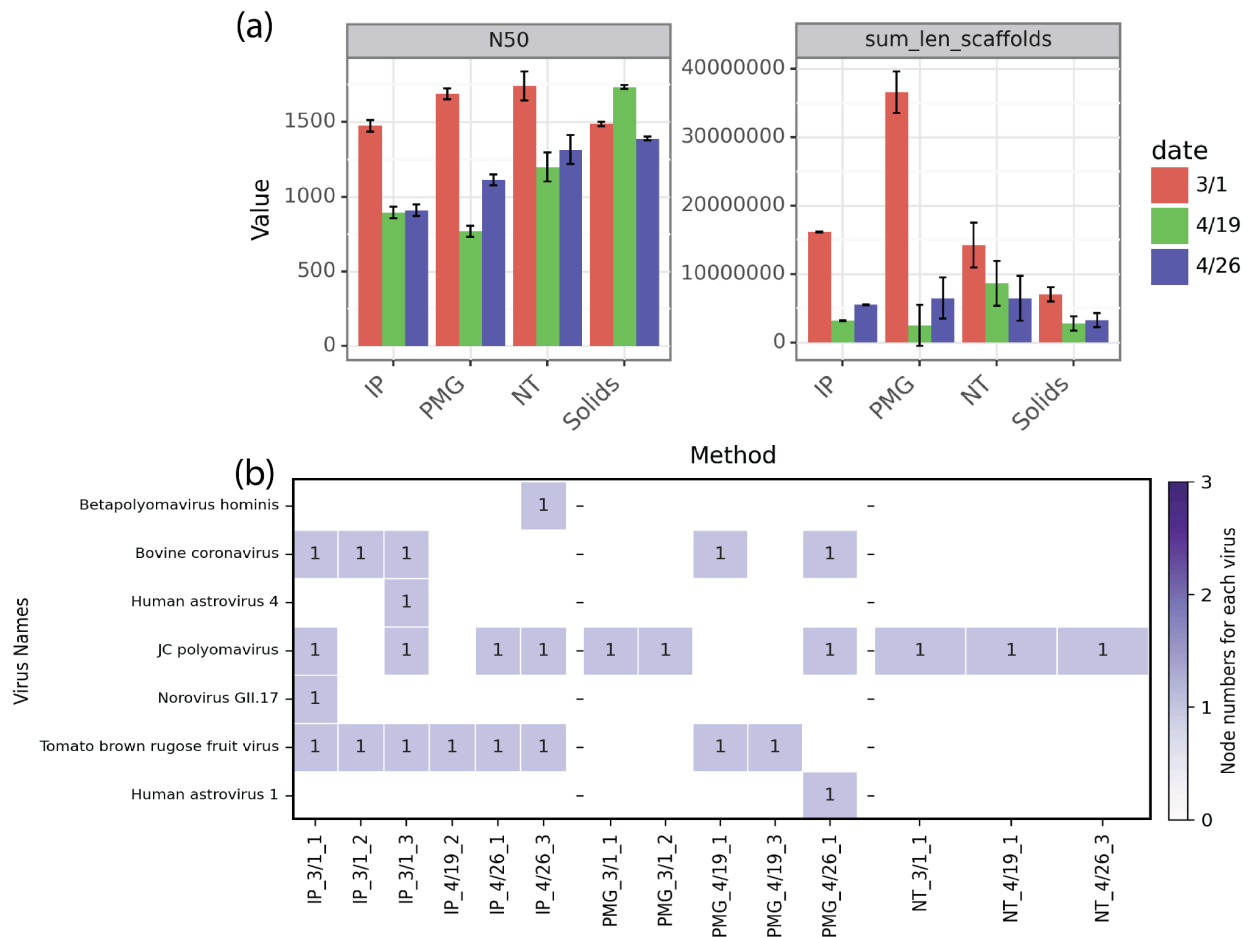 (a)
N50
sum_len_scaffolds
Value
1500
1000
500
0
40000000
30000000
20000000
10000000
0
IP
PMG
NT
Solids
IP
PMG
NT
Solids
date
3/1
4/19
4/26
Method
(b)
Virus Names
Betapolyomavirus hominis
1
Bovine coronavirus
1 1 1 1 1
Human astrovirus 4
1
JC polyomavirus
1 1 1 1 1 1 1 1 1 1
Norovirus GII.17
1
Tomato brown rugose fruit virus
1 1 1 1 1 1 1 1
Human astrovirus 1
1
IP_3/1_1
IP_3/1_2
IP_3/1_3
IP_4/19_2
IP_4/26_1
IP_4/26_3
PMG_3/1_1
PMG_3/1_2
PMG_4/19_1
PMG_4/19_3
PMG_4/26_1
NT_3/1_1
NT_4/19_1
NT_4/26_3
3
2
1
0
Node numbers for each virus